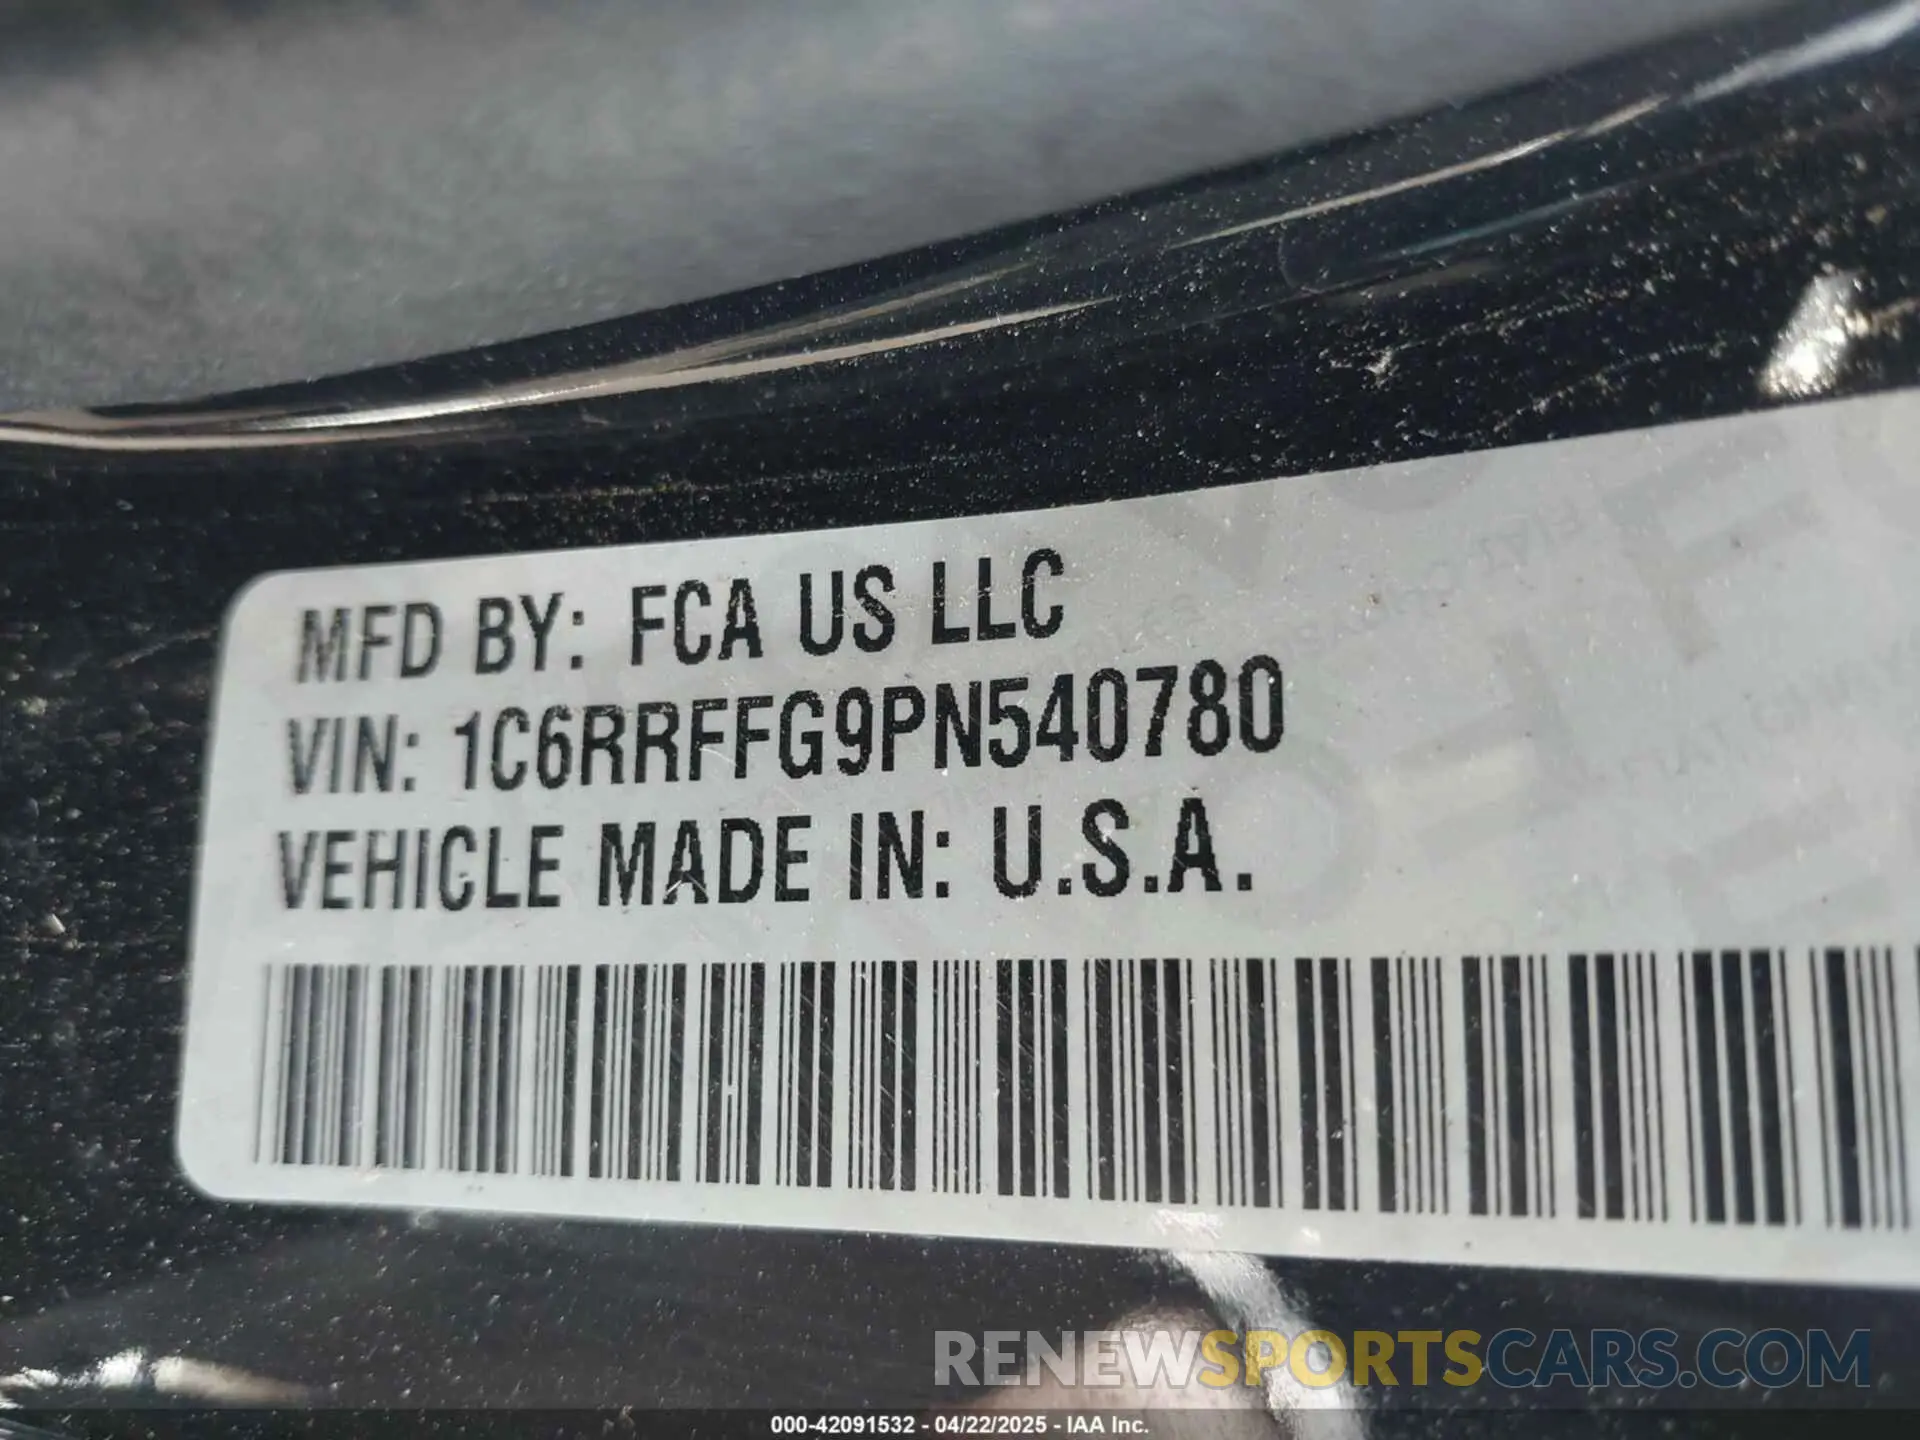 MFD BY: FCA US LLC
VIN: 1C6RRFFG9PN540780
VEHICLE MADE IN: U.S.A.
RENEWSPORTSCARS.COM
000-42091532 - 04/22/2025 - IAA Inc.